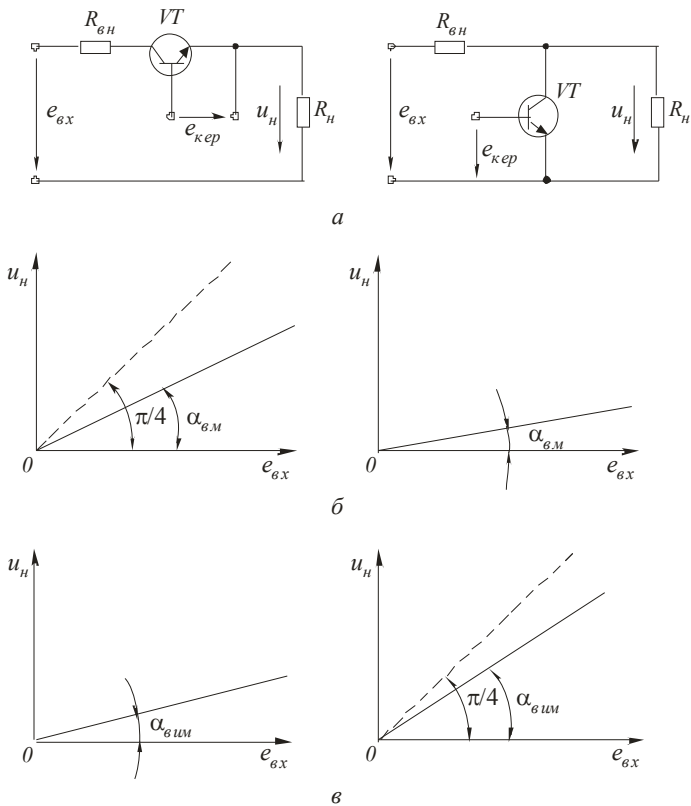 R_вн VT
e_вх e_кер u_н R_н
R_вн
e_вх e_кер VT u_н R_н
а
u_н π/4 α_вм
0 e_вх
u_н α_вм
0 e_вх
б
u_н α_вим
0 e_вх
u_н π/4 α_вим
0 e_вх
в